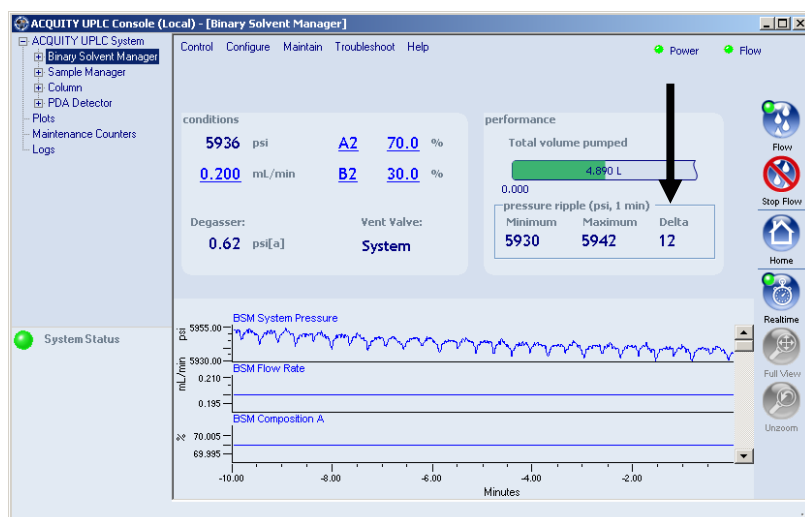 ACQUITY UPLC Console (Local) - [Binary Solvent Manager]
ACQUITY UPLC System
Binary Solvent Manager
Sample Manager
Column
PDA Detector
Plots
Maintenance Counters
Logs
System Status
Control Configure Maintain Troubleshoot Help
Power Flow
conditions
5936 psi A2 70.0 %
0.200 mL/min B2 30.0 %
Degasser: Vent Valve:
0.62 psi[a] System
performance
Total volume pumped
4.890 L
0.000
pressure ripple (psi, 1 min)
Minimum Maximum Delta
5930 5942 12
BSM System Pressure
psi
5955.00
5930.00
BSM Flow Rate
mL/min
0.210
0.195
BSM Composition A
%
70.005
69.995
-10.00 -8.00 -6.00 -4.00 -2.00
Minutes
Flow
Stop Flow
Home
Realtime
Full View
Unzoom